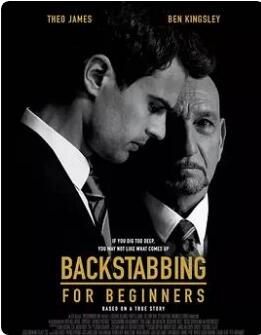 THEO JAMES BEN KINGSLEY
IF YOU DIG TOO DEEP,
YOU MAY NOT LIKE WHAT COMES UP
BACKSTABBING
FOR BEGINNERS
BASED ON A TRUE STORY